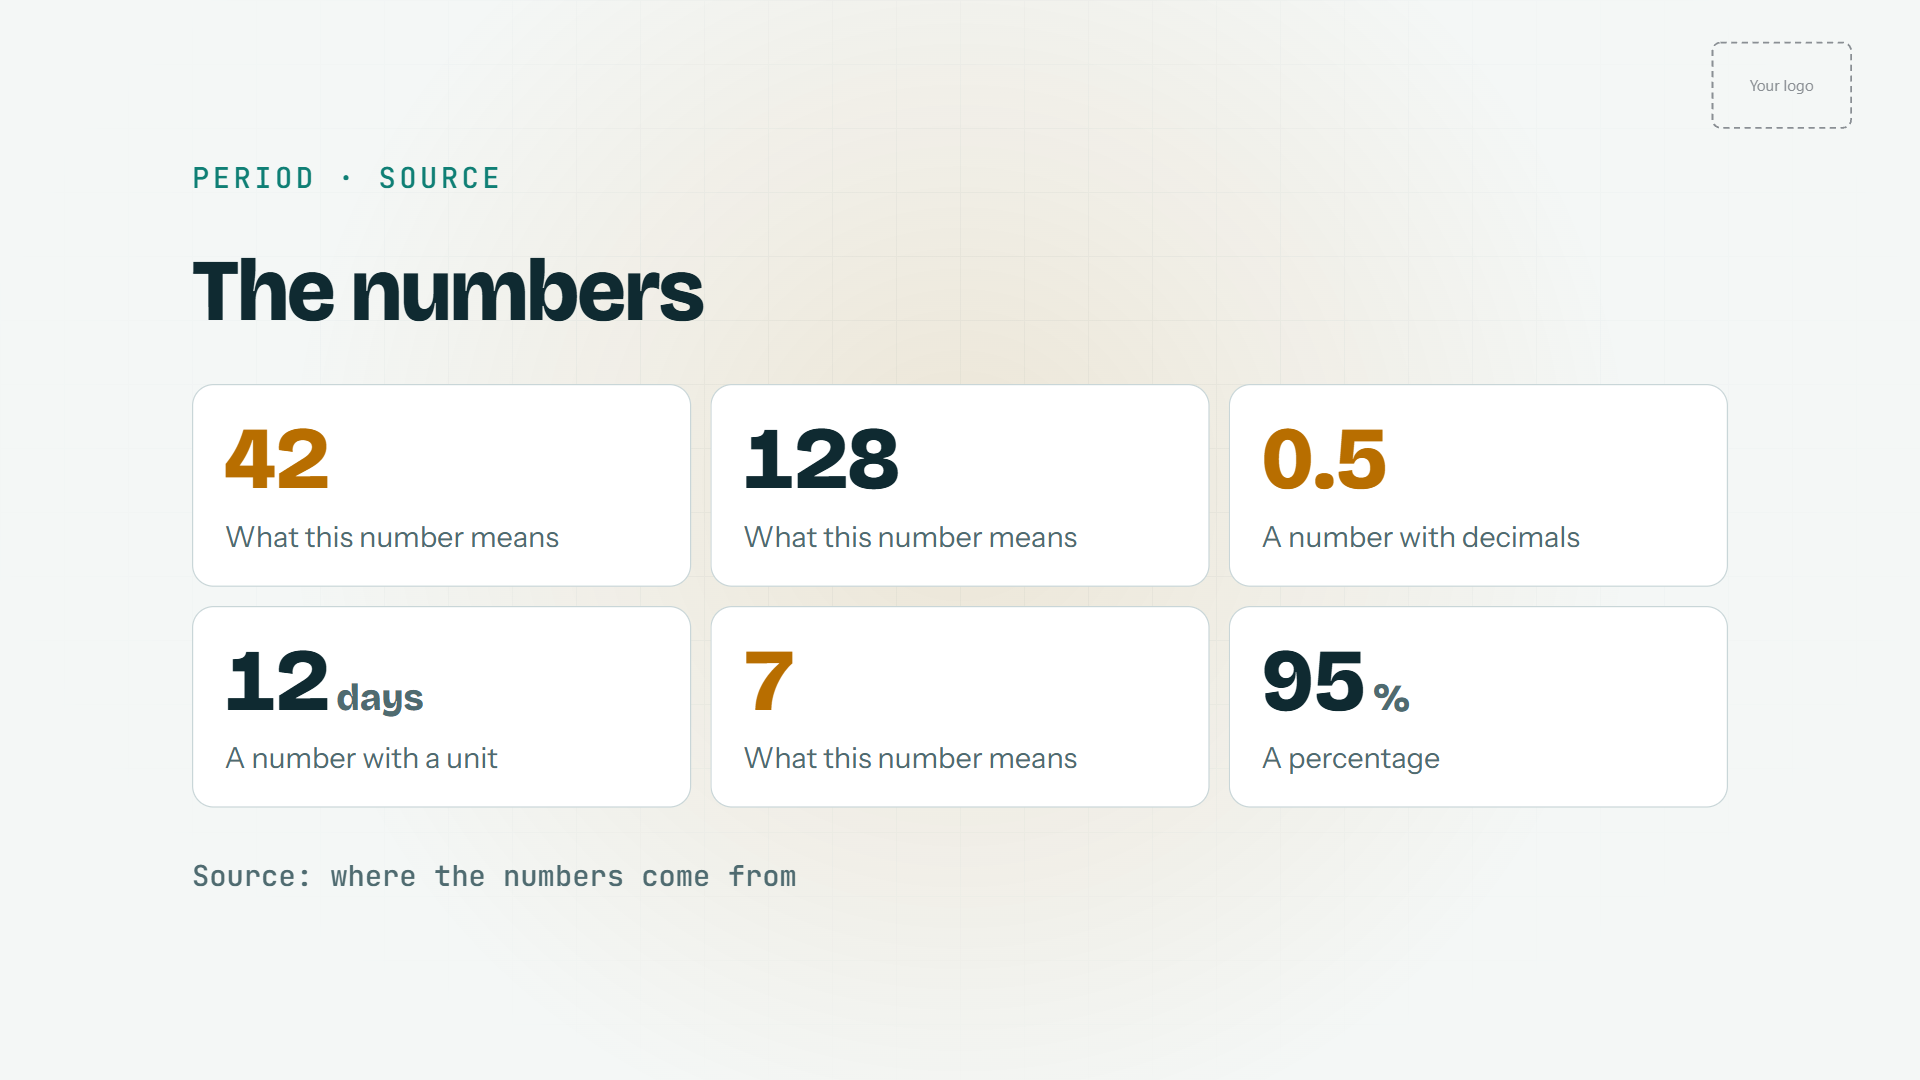 Your logo
PERIOD · SOURCE
The numbers
42
What this number means
128
What this number means
0.5
A number with decimals
12 days
A number with a unit
7
What this number means
95 %
A percentage
Source: where the numbers come from